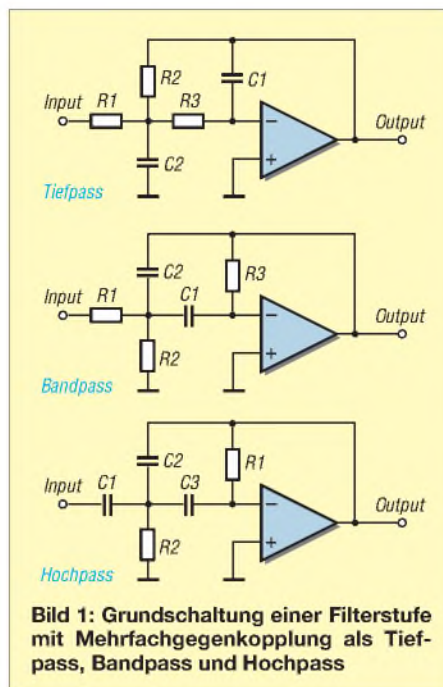 R2
C1
Input
R1
R3
Output
−
+
C2
Tiefpass
C2
R3
Input
R1
C1
Output
−
+
R2
Bandpass
C2
R1
Input
C1
C3
Output
−
+
R2
Hochpass
Bild 1: Grundschaltung einer Filterstufe
mit Mehrfachgegenkopplung als Tief-
pass, Bandpass und Hochpass